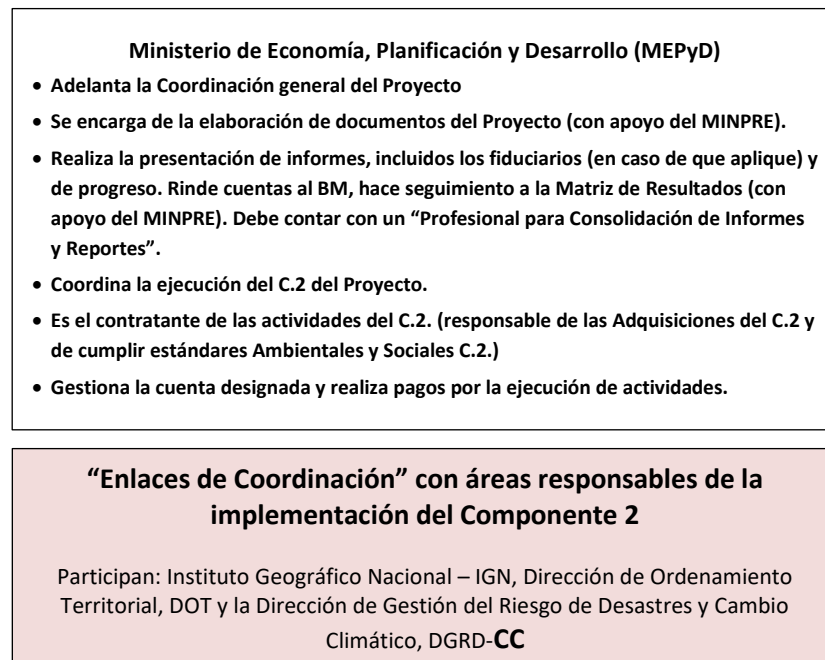 Ministerio de Economía, Planificación y Desarrollo (MEPyD)
• Adelanta la Coordinación general del Proyecto
• Se encarga de la elaboración de documentos del Proyecto (con apoyo del MINPRE).
• Realiza la presentación de informes, incluidos los fiduciarios (en caso de que aplique) y
de progreso. Rinde cuentas al BM, hace seguimiento a la Matriz de Resultados (con
apoyo del MINPRE). Debe contar con un “Profesional para Consolidación de Informes
y Reportes”.
• Coordina la ejecución del C.2 del Proyecto.
• Es el contratante de las actividades del C.2. (responsable de las Adquisiciones del C.2 y
de cumplir estándares Ambientales y Sociales C.2.)
• Gestiona la cuenta designada y realiza pagos por la ejecución de actividades.
“Enlaces de Coordinación” con áreas responsables de la
implementación del Componente 2
Participan: Instituto Geográfico Nacional – IGN, Dirección de Ordenamiento
Territorial, DOT y la Dirección de Gestión del Riesgo de Desastres y Cambio
Climático, DGRD-CC